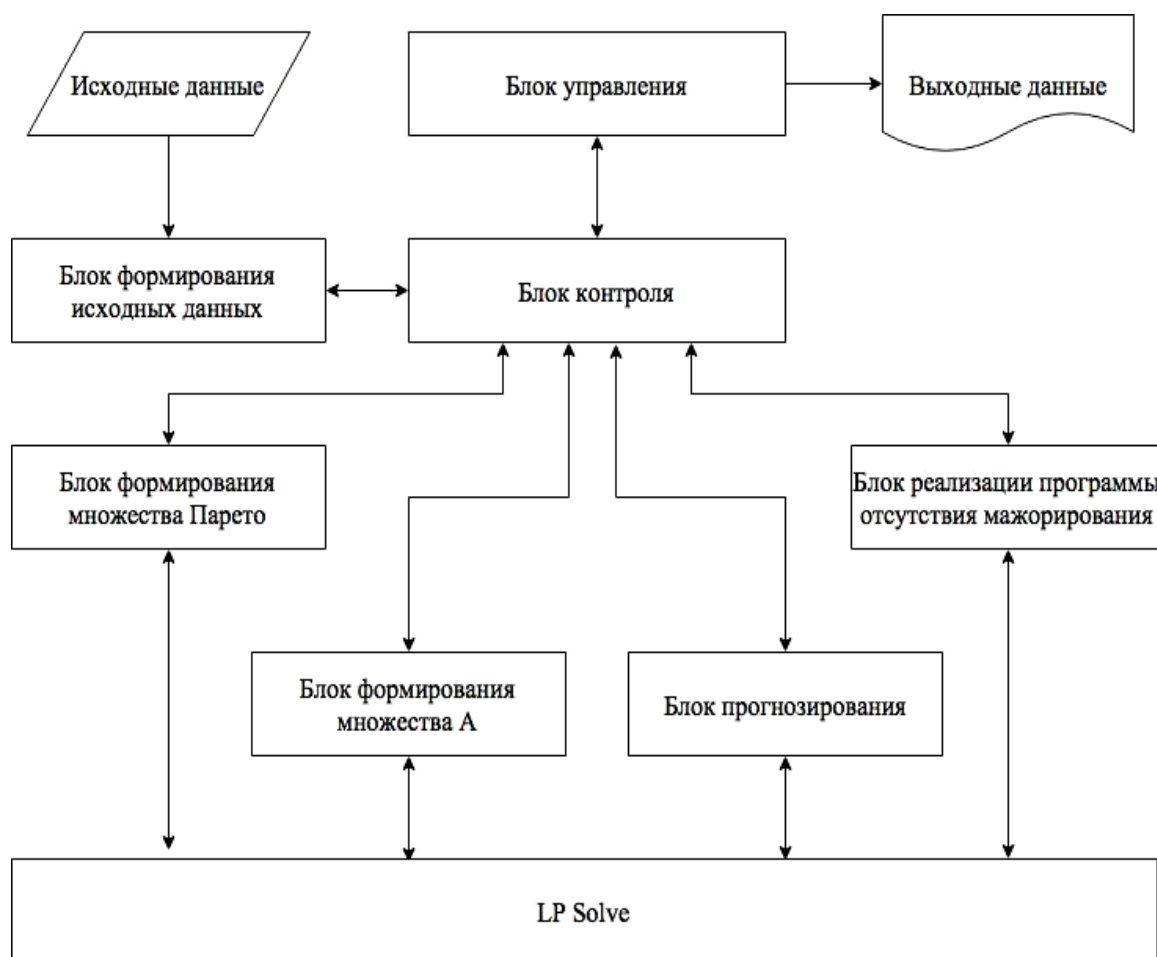 Исходные данные
Блок управления
Выходные данные
Блок формирования
исходных данных
Блок контроля
Блок формирования
множества Парето
Блок реализации программы
отсутствия мажорирования
Блок формирования
множества А
Блок прогнозирования
LP Solve